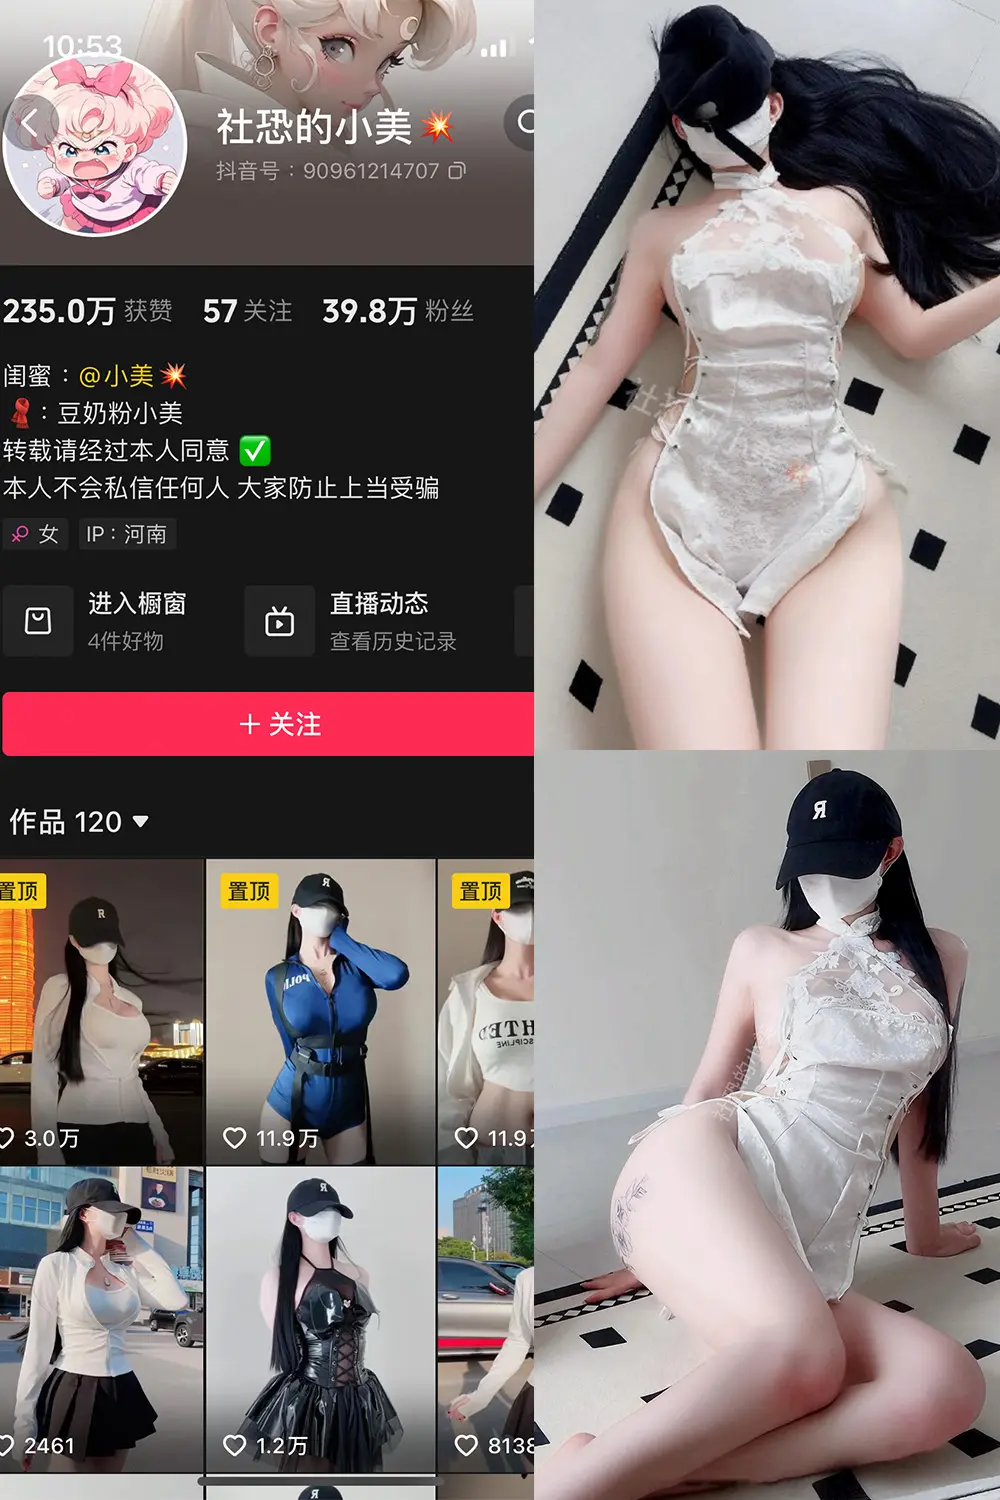 10:53
社恐的小美💥
抖音号：90961214707
235.0万 获赞 57 关注 39.8万 粉丝
闺蜜：@小美💥
🧣：豆奶粉小美
转载请经过本人同意 ✅
本人不会私信任何人 大家防止上当受骗
女 IP：河南
进入橱窗
4件好物
直播动态
查看历史记录
＋ 关注
作品 120
置顶
置顶
置顶
3.0万
11.9万
11.9
2461
1.2万
8138
R